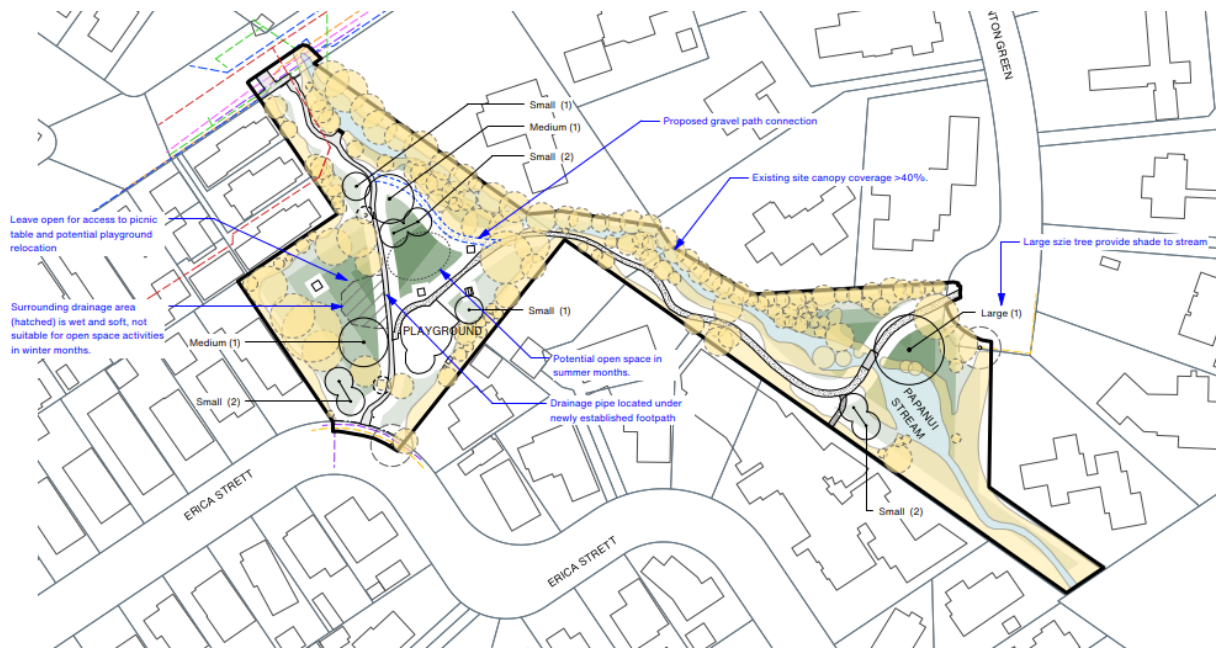 NTON GREEN
Small (1)
Medium (1)
Small (2)
Proposed gravel path connection
Existing site canopy coverage >40%.
Leave open for access to picnic
table and potential playground
relocation
Large szie tree provide shade to stream
Surrounding drainage area
(hatched) is wet and soft, not
suitable for open space activities
in winter months.
Small (1)
Large (1)
PLAYGROUND
Medium (1)
Potential open space in
summer months.
Small (2)
Drainage pipe located under
newly established footpath
PAPANUI
STREAM
Small (2)
ERICA STRETT
ERICA STRETT